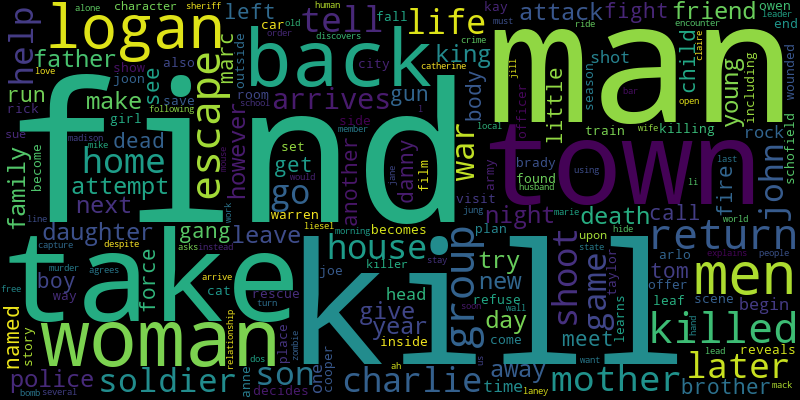 find
man
kill
town
take
back
woman
men
logan
life
tell
help
escape
marc
king
friend
attack
fight
owen
end
alone
character
sheriff
must
human
encounter
leader
ride
wounded
old
order
discovers
crime
claire
kay
fall
car
left
also
show
father
run
make
see
joon
save
outside
room
city
love
following
school
catherine
jill
bar
open
wife
including
young
child
shot
arrives
gun
body
season
officer
little
john
rick
girl
dead
family
become
sue
madison
mike
however
side
set
member
would
another
danny
jane
film
war
army
local
train
killing
rock
schofield
husband
using
li
last
brady
found
fire
home
attempt
next
daughter
gang
leave
get
go
warren
visit
jung
marie
hide
upon
world
night
death
call
return
line
work
house
becomes
plan
state
taylor
arlo
tom
offer
leaf
scene
people
explains
begin
capture
despite
force
asks
instead
liesel
morning
stay
group
shoot
game
try
boy
way
murder
agrees
arrive
cat
rescue
killer
joe
wall
learns
new
refuse
day
come
meet
killed
lead
hand
free
named
story
police
soldier
son
turn
place
relationship
anne
zombie
head
give
year
inside
charlie
away
time
mother
brother
later
reveals
want
soon
us
bomb
several
dos
decides
cooper
one
ah
laney
mack